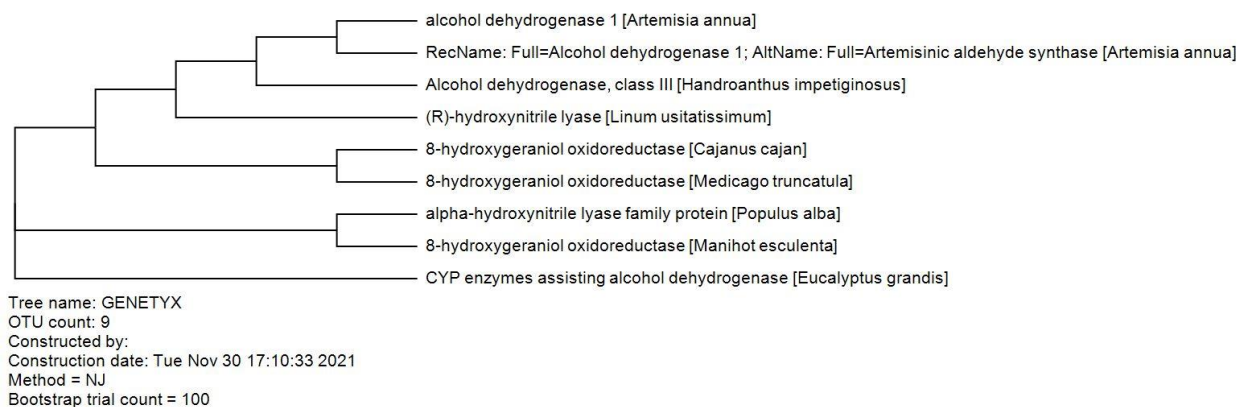 alcohol dehydrogenase 1 [Artemisia annua]
RecName: Full=Alcohol dehydrogenase 1; AltName: Full=Artemisinic aldehyde synthase [Artemisia annua]
Alcohol dehydrogenase, class III [Handroanthus impetiginosus]
(R)-hydroxynitrile lyase [Linum usitatissimum]
8-hydroxygeraniol oxidoreductase [Cajanus cajan]
8-hydroxygeraniol oxidoreductase [Medicago truncatula]
alpha-hydroxynitrile lyase family protein [Populus alba]
8-hydroxygeraniol oxidoreductase [Manihot esculenta]
CYP enzymes assisting alcohol dehydrogenase [Eucalyptus grandis]
Tree name: GENETYX
OTU count: 9
Constructed by:
Construction date: Tue Nov 30 17:10:33 2021
Method = NJ
Bootstrap trial count = 100